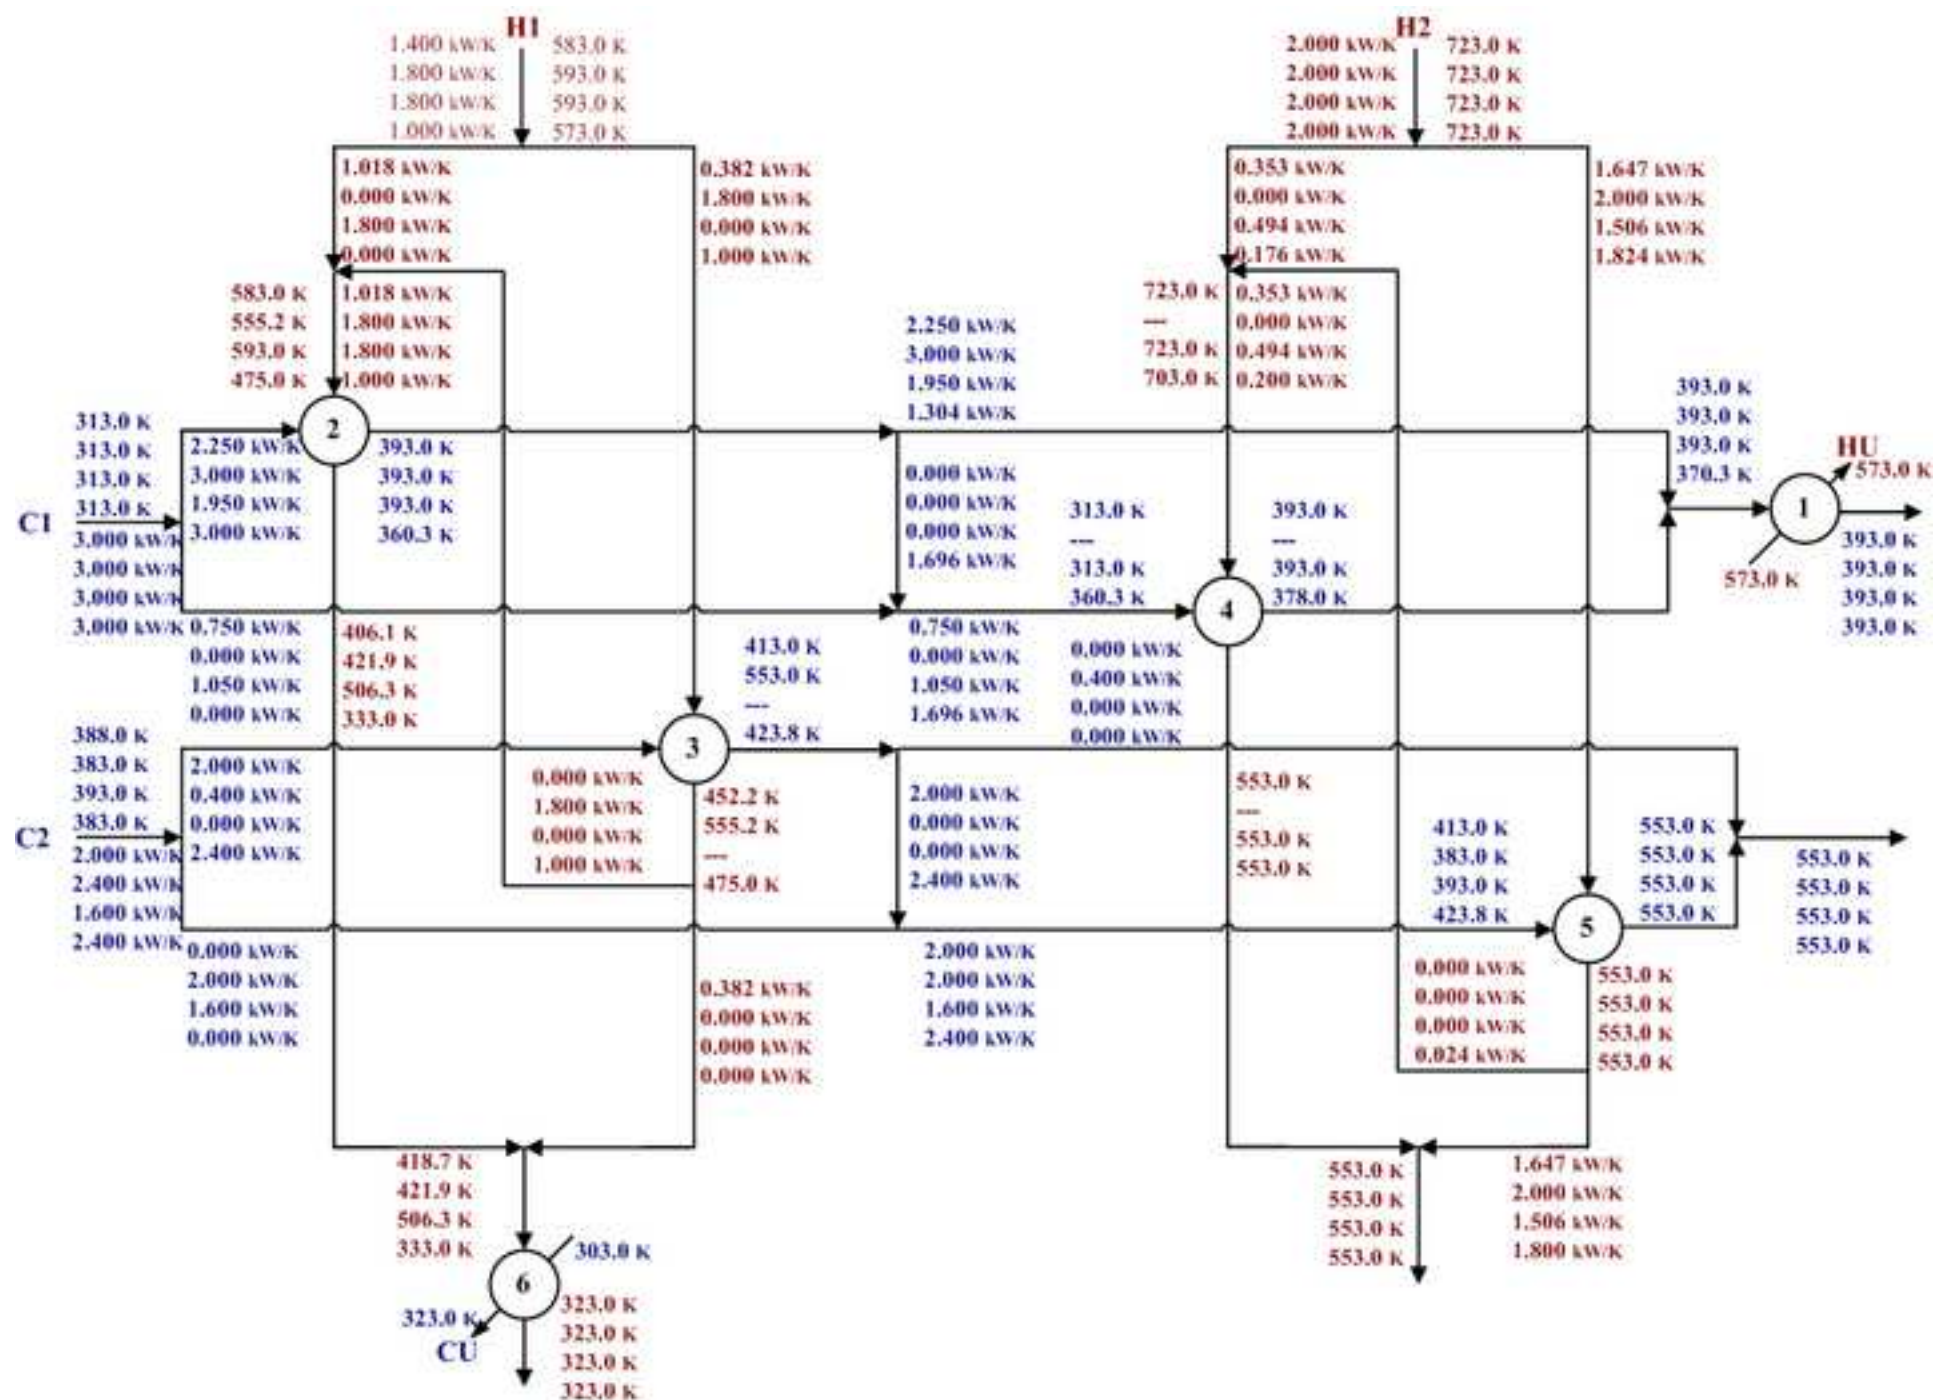 H1
1.400 kW/K
1.800 kW/K
1.800 kW/K
1.000 kW/K
583.0 K
593.0 K
593.0 K
573.0 K
H2
2.000 kW/K
2.000 kW/K
2.000 kW/K
2.000 kW/K
723.0 K
723.0 K
723.0 K
723.0 K
1.018 kW/K
0.000 kW/K
1.800 kW/K
0.000 kW/K
0.382 kW/K
1.800 kW/K
0.000 kW/K
1.000 kW/K
0.353 kW/K
0.000 kW/K
0.494 kW/K
0.176 kW/K
1.647 kW/K
2.000 kW/K
1.506 kW/K
1.824 kW/K
583.0 K
555.2 K
593.0 K
475.0 K
1.018 kW/K
1.800 kW/K
1.800 kW/K
1.000 kW/K
2.250 kW/K
3.000 kW/K
1.950 kW/K
1.304 kW/K
723.0 K
---
723.0 K
703.0 K
0.353 kW/K
0.000 kW/K
0.494 kW/K
0.200 kW/K
393.0 K
393.0 K
393.0 K
370.3 K
313.0 K
313.0 K
313.0 K
313.0 K
C1
3.000 kW/K
3.000 kW/K
3.000 kW/K
3.000 kW/K
2
2.250 kW/K
3.000 kW/K
1.950 kW/K
3.000 kW/K
393.0 K
393.0 K
393.0 K
360.3 K
0.000 kW/K
0.000 kW/K
0.000 kW/K
1.696 kW/K
313.0 K
---
313.0 K
360.3 K
393.0 K
---
393.0 K
378.0 K
4
HU
573.0 K
1
573.0 K
393.0 K
393.0 K
393.0 K
393.0 K
0.750 kW/K
0.000 kW/K
1.050 kW/K
0.000 kW/K
406.1 K
421.9 K
506.3 K
333.0 K
413.0 K
553.0 K
---
423.8 K
0.750 kW/K
0.000 kW/K
1.050 kW/K
1.696 kW/K
0.000 kW/K
0.400 kW/K
0.000 kW/K
0.000 kW/K
388.0 K
383.0 K
393.0 K
383.0 K
C2
2.000 kW/K
2.400 kW/K
1.600 kW/K
2.400 kW/K
2.000 kW/K
0.400 kW/K
0.000 kW/K
2.400 kW/K
3
0.000 kW/K
1.800 kW/K
0.000 kW/K
1.000 kW/K
452.2 K
555.2 K
---
475.0 K
2.000 kW/K
0.000 kW/K
0.000 kW/K
2.400 kW/K
553.0 K
---
553.0 K
553.0 K
413.0 K
383.0 K
393.0 K
423.8 K
553.0 K
553.0 K
553.0 K
553.0 K
5
553.0 K
553.0 K
553.0 K
553.0 K
0.000 kW/K
2.000 kW/K
1.600 kW/K
0.000 kW/K
0.382 kW/K
0.000 kW/K
0.000 kW/K
0.000 kW/K
2.000 kW/K
2.000 kW/K
1.600 kW/K
2.400 kW/K
0.000 kW/K
0.000 kW/K
0.000 kW/K
0.024 kW/K
553.0 K
553.0 K
553.0 K
553.0 K
418.7 K
421.9 K
506.3 K
333.0 K
6
303.0 K
323.0 K
CU
323.0 K
323.0 K
323.0 K
323.0 K
553.0 K
553.0 K
553.0 K
553.0 K
1.647 kW/K
2.000 kW/K
1.506 kW/K
1.800 kW/K